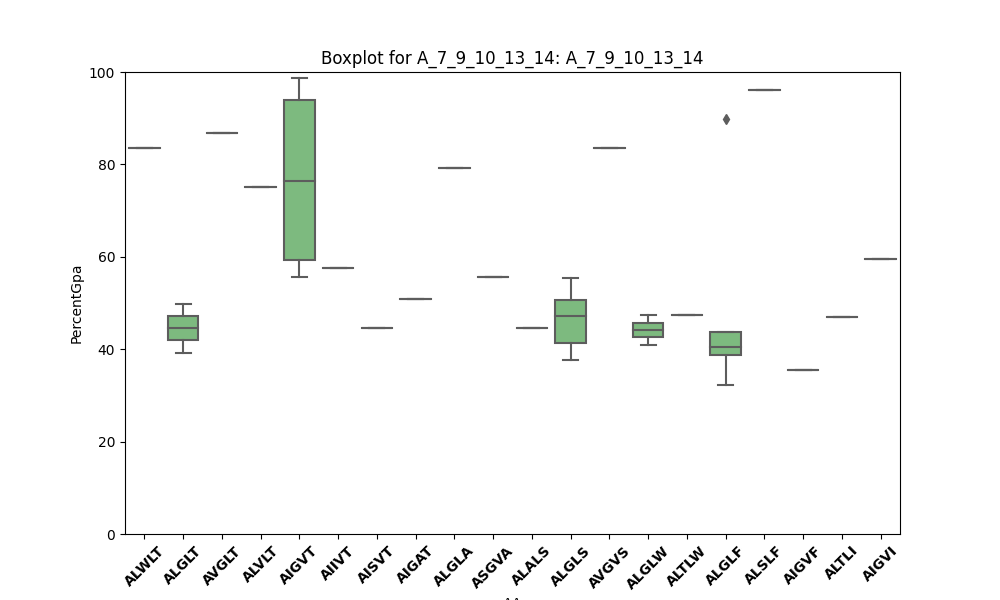 Boxplot for A_7_9_10_13_14: A_7_9_10_13_14
100
80
60
40
20
0
PercentGpa
ALWLT
ALGLT
AVGLT
ALVLT
AIGVT
AIIVT
AISVT
AIGAT
ALGLA
ASGVA
ALALS
ALGLS
AVGVS
ALGLW
ALTLW
ALGLF
ALSLF
AIGVF
ALTLI
AIGVI